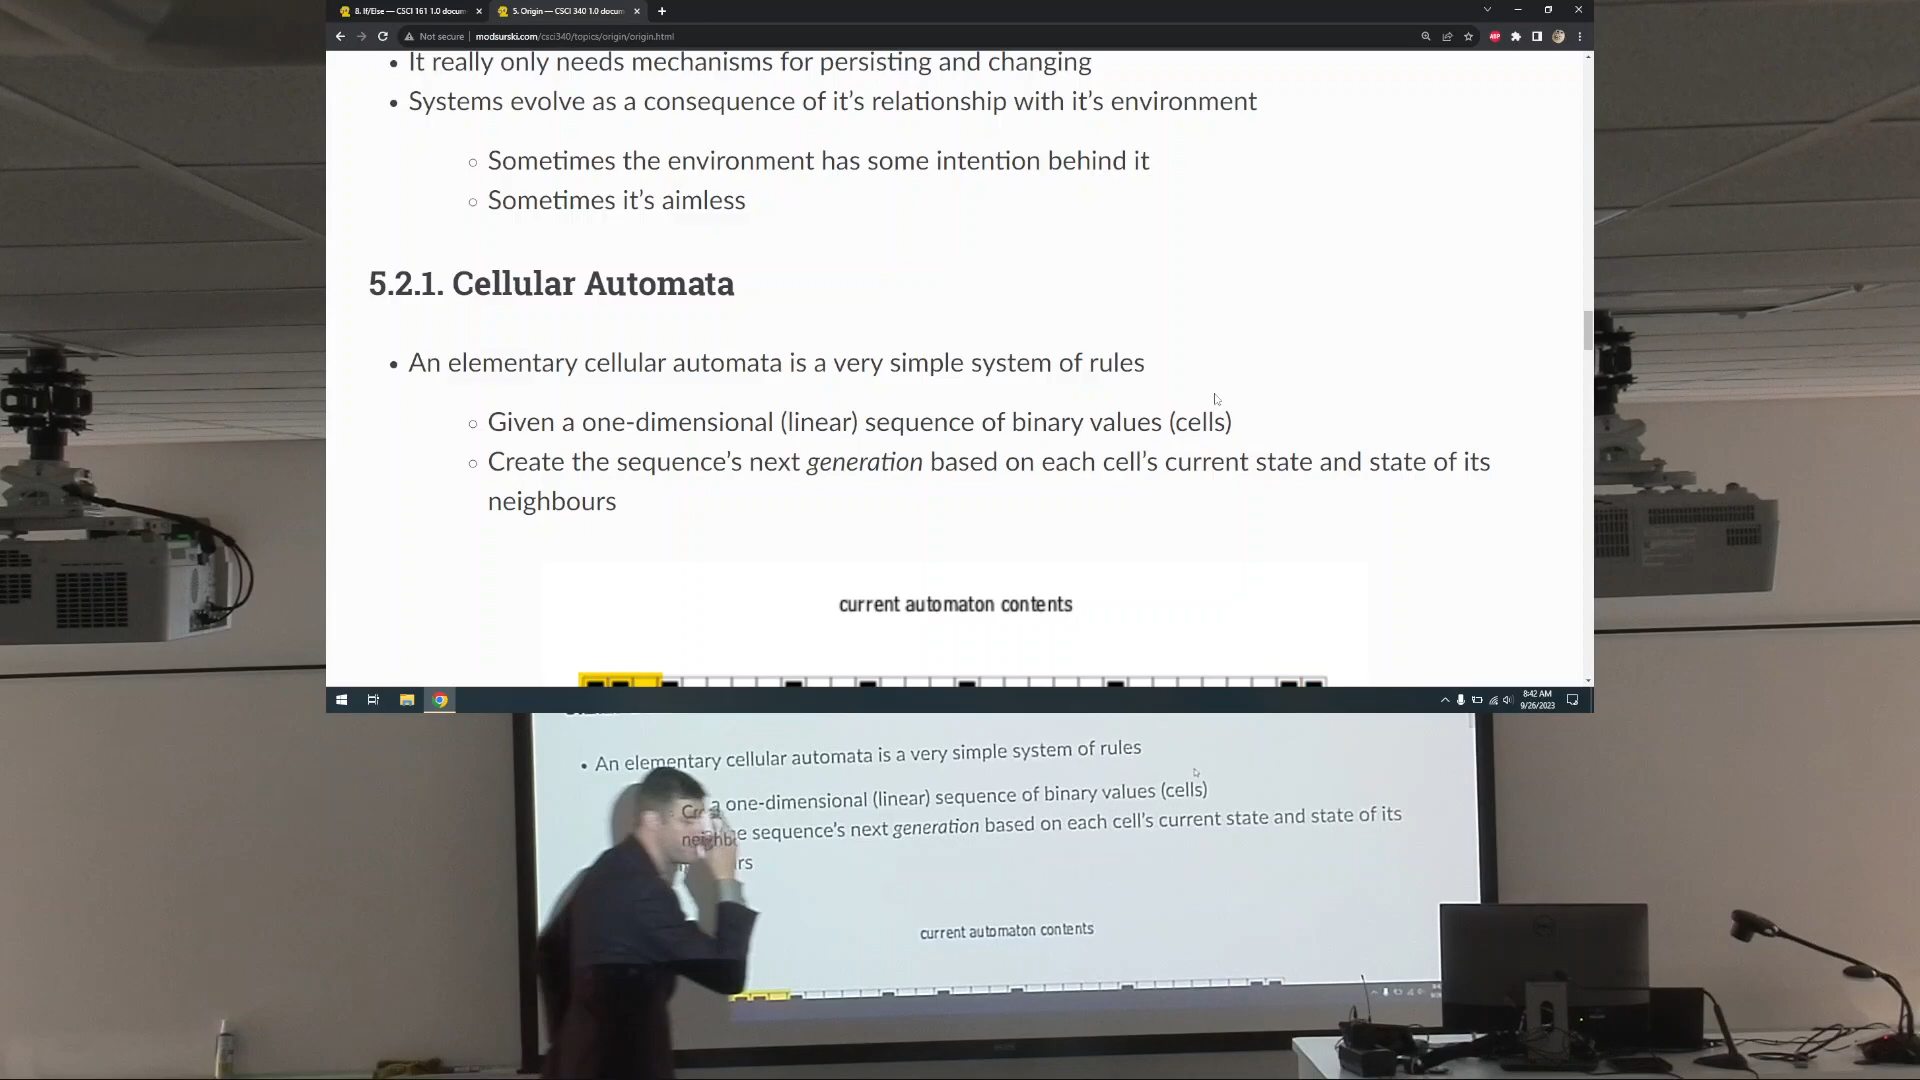 8. If/Else — CSCI 161 1.0 docum
5. Origin — CSCI 340 1.0 docum
Not secure | modsurski.com/csci340/topics/origin/origin.html
ABP
• It really only needs mechanisms for persisting and changing
• Systems evolve as a consequence of it's relationship with it's environment
○ Sometimes the environment has some intention behind it
○ Sometimes it's aimless
5.2.1. Cellular Automata
• An elementary cellular automata is a very simple system of rules
○ Given a one-dimensional (linear) sequence of binary values (cells)
○ Create the sequence's next generation based on each cell's current state and state of its
neighbours
current automaton contents
8:42 AM
9/26/2023
• An elementary cellular automata is a very simple system of rules
a one-dimensional (linear) sequence of binary values (cells)
sequence's next generation based on each cell's current state and state of its
current automaton contents